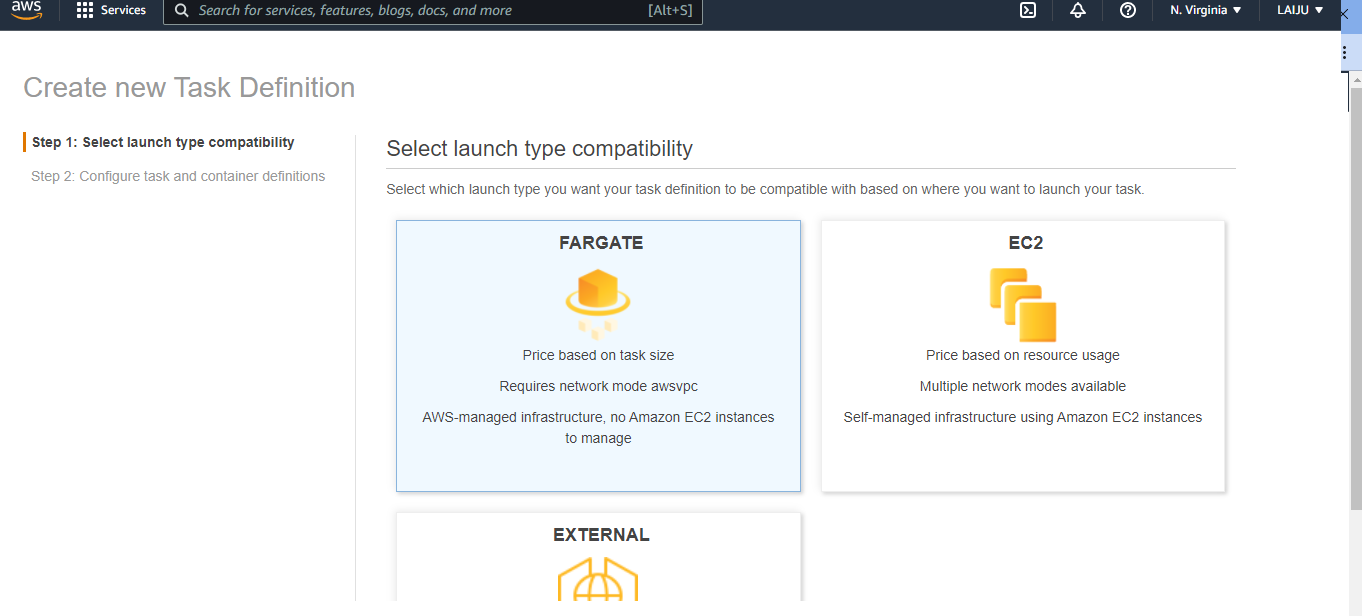 aws
Services
Search for services, features, blogs, docs, and more
[Alt+S]
N. Virginia
LAIJU
Create new Task Definition
Step 1: Select launch type compatibility
Step 2: Configure task and container definitions
Select launch type compatibility
Select which launch type you want your task definition to be compatible with based on where you want to launch your task.
FARGATE
Price based on task size
Requires network mode awsvpc
AWS-managed infrastructure, no Amazon EC2 instances
to manage
EC2
Price based on resource usage
Multiple network modes available
Self-managed infrastructure using Amazon EC2 instances
EXTERNAL